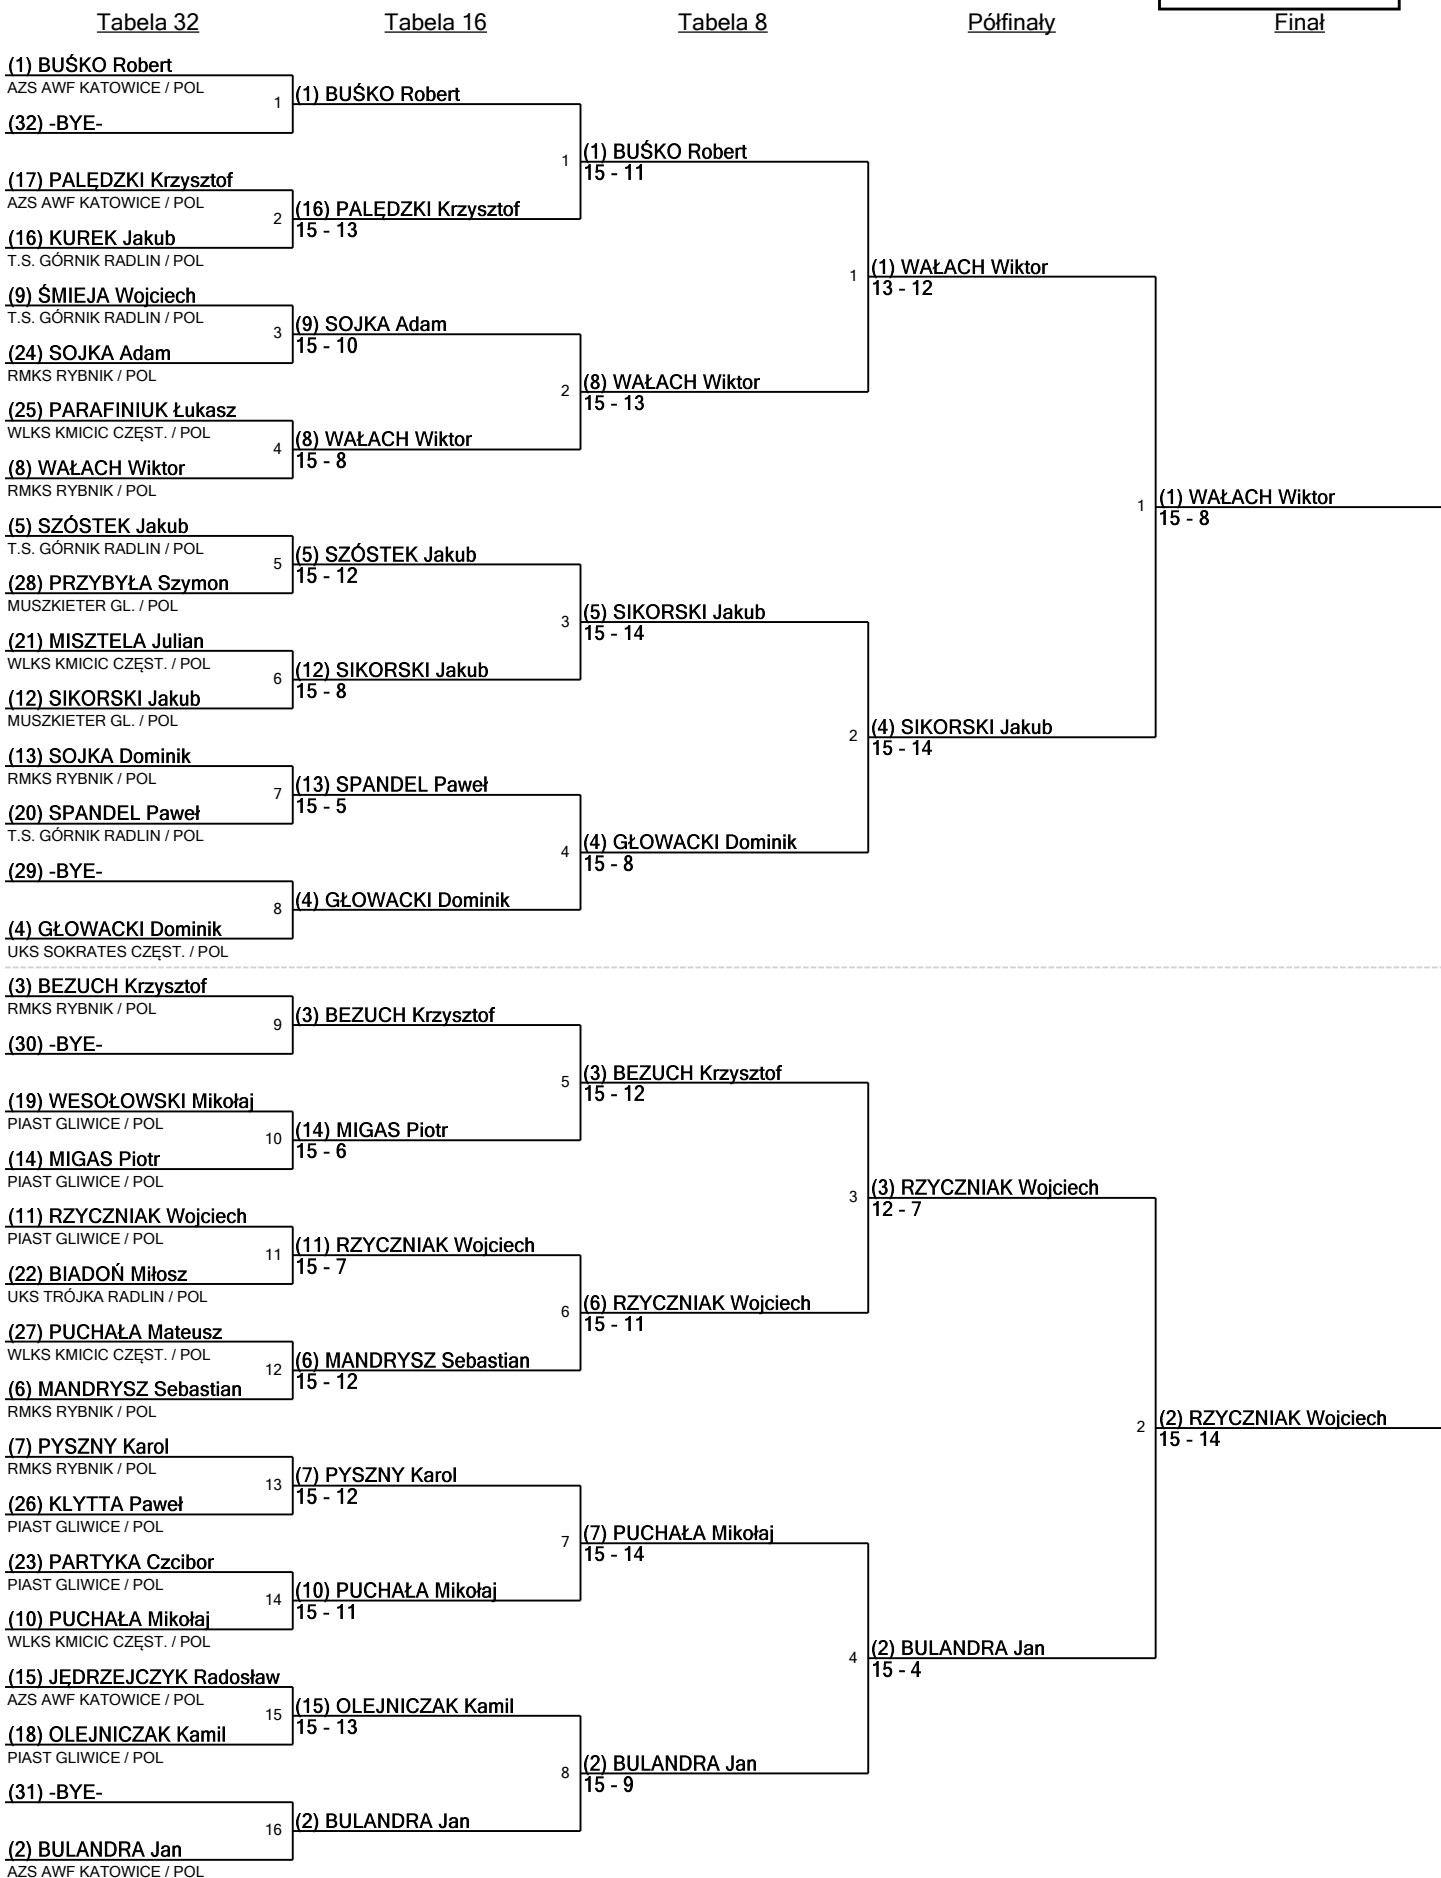 Tabela 32
Tabela 16
Tabela 8
Półfinały
Finał
(1) BUŚKO Robert
AZS AWF KATOWICE / POL
1
(32) -BYE-
(17) PALĘDZKI Krzysztof
AZS AWF KATOWICE / POL
2
(16) KUREK Jakub
T.S. GÓRNIK RADLIN / POL
(9) ŚMIEJA Wojciech
T.S. GÓRNIK RADLIN / POL
3
(24) SOJKA Adam
RMKS RYBNIK / POL
(25) PARAFINIUK Łukasz
WLKS KMICIC CZĘST. / POL
4
(8) WAŁACH Wiktor
RMKS RYBNIK / POL
(5) SZÓSTEK Jakub
T.S. GÓRNIK RADLIN / POL
5
(28) PRZYBYŁA Szymon
MUSZKIETER GL. / POL
(21) MISZTELA Julian
WLKS KMICIC CZĘST. / POL
6
(12) SIKORSKI Jakub
MUSZKIETER GL. / POL
(13) SOJKA Dominik
RMKS RYBNIK / POL
7
(20) SPANDEL Paweł
T.S. GÓRNIK RADLIN / POL
(29) -BYE-
8
(4) GŁOWACKI Dominik
UKS SOKRATES CZĘST. / POL
(3) BEZUCH Krzysztof
RMKS RYBNIK / POL
9
(30) -BYE-
(19) WESOŁOWSKI Mikołaj
PIAST GLIWICE / POL
10
(14) MIGAS Piotr
PIAST GLIWICE / POL
(11) RZYCZNIAK Wojciech
PIAST GLIWICE / POL
11
(22) BIADOŃ Miłosz
UKS TRÓJKA RADLIN / POL
(27) PUCHAŁA Mateusz
WLKS KMICIC CZĘST. / POL
12
(6) MANDRYSZ Sebastian
RMKS RYBNIK / POL
(7) PYSZNY Karol
RMKS RYBNIK / POL
13
(26) KLYTTA Paweł
PIAST GLIWICE / POL
(23) PARTYKA Czcibor
PIAST GLIWICE / POL
14
(10) PUCHAŁA Mikołaj
WLKS KMICIC CZĘST. / POL
(15) JĘDRZEJCZYK Radosław
AZS AWF KATOWICE / POL
15
(18) OLEJNICZAK Kamil
PIAST GLIWICE / POL
(31) -BYE-
16
(2) BULANDRA Jan
AZS AWF KATOWICE / POL
(1) BUŚKO Robert
1
(16) PALĘDZKI Krzysztof
15 - 13
(9) SOJKA Adam
15 - 10
2
(8) WAŁACH Wiktor
15 - 8
(5) SZÓSTEK Jakub
15 - 12
3
(12) SIKORSKI Jakub
15 - 8
(13) SPANDEL Paweł
15 - 5
4
(4) GŁOWACKI Dominik
(3) BEZUCH Krzysztof
5
(14) MIGAS Piotr
15 - 6
(11) RZYCZNIAK Wojciech
15 - 7
6
(6) MANDRYSZ Sebastian
15 - 12
(7) PYSZNY Karol
15 - 12
7
(10) PUCHAŁA Mikołaj
15 - 11
(15) OLEJNICZAK Kamil
15 - 13
8
(2) BULANDRA Jan
(1) BUŚKO Robert
15 - 11
1
(8) WAŁACH Wiktor
15 - 13
(5) SIKORSKI Jakub
15 - 14
2
(4) GŁOWACKI Dominik
15 - 8
(3) BEZUCH Krzysztof
15 - 12
3
(6) RZYCZNIAK Wojciech
15 - 11
(7) PUCHAŁA Mikołaj
15 - 14
4
(2) BULANDRA Jan
15 - 9
(1) WAŁACH Wiktor
13 - 12
1
(4) SIKORSKI Jakub
15 - 14
(3) RZYCZNIAK Wojciech
12 - 7
2
(2) BULANDRA Jan
15 - 4
(1) WAŁACH Wiktor
15 - 8
(2) RZYCZNIAK Wojciech
15 - 14